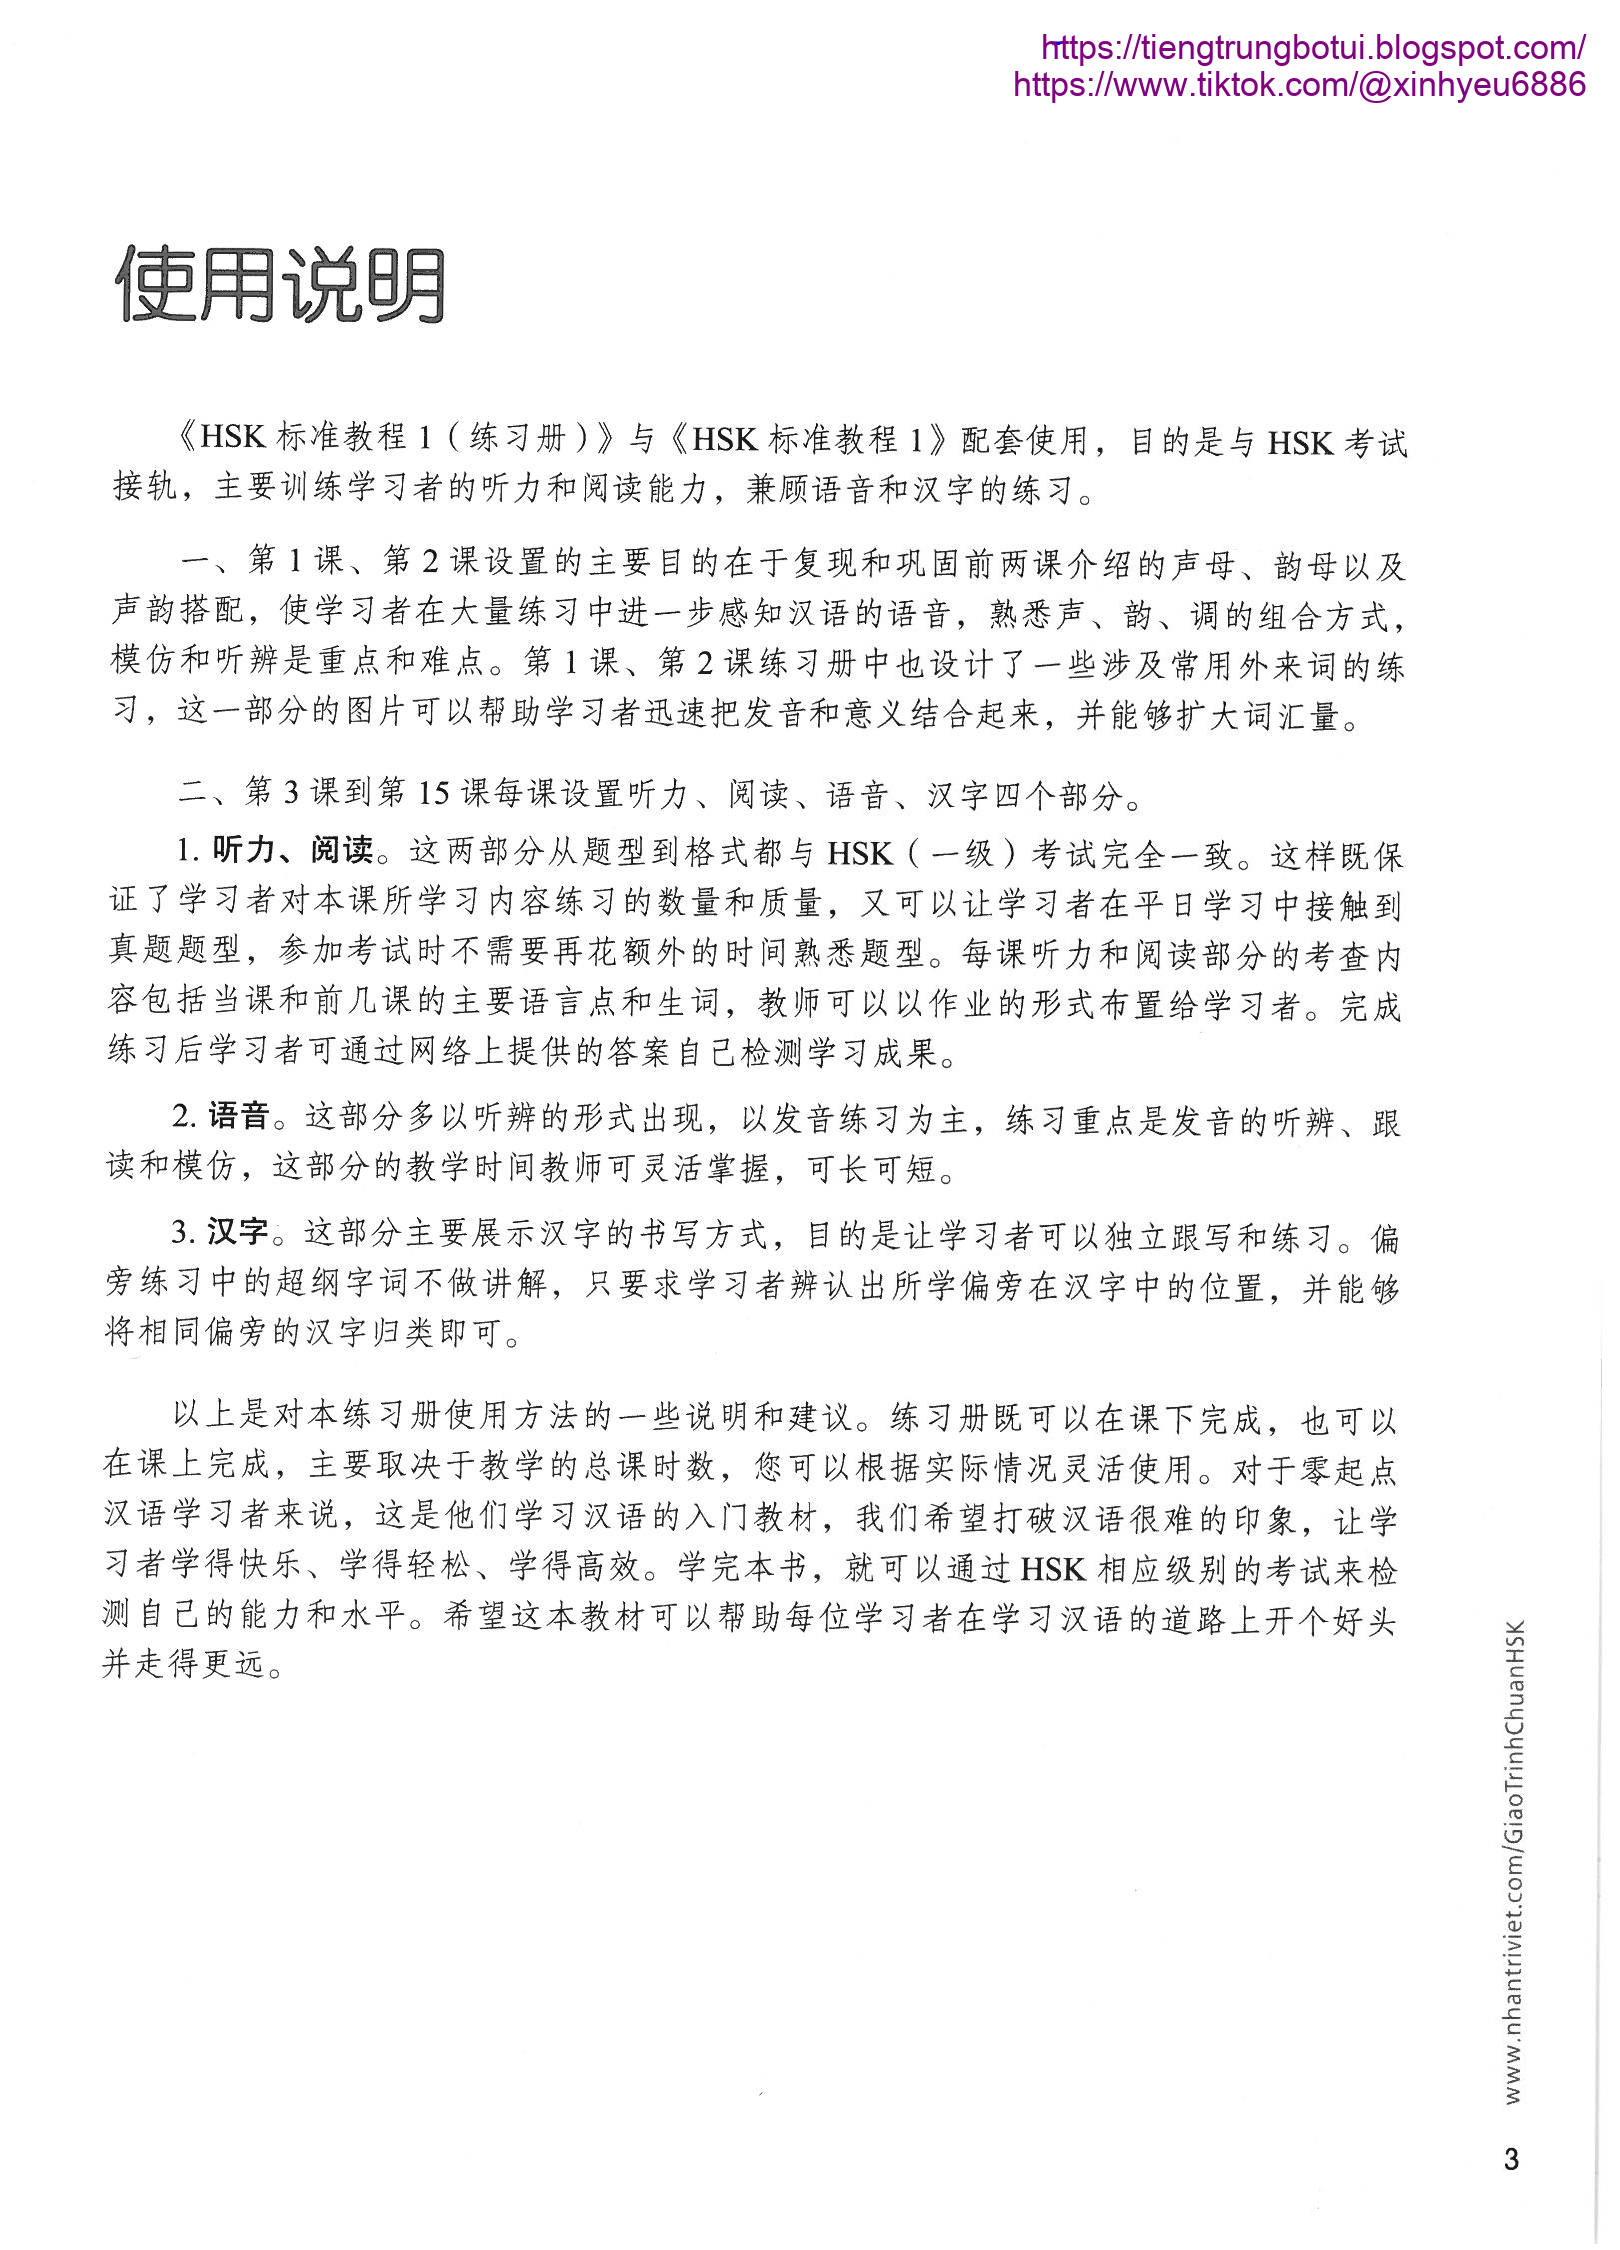 https://tiengtrungbotui.blogspot.com/
https://www.tiktok.com/@xinhyeu6886
使用说明
《HSK 标准教程 1（练习册）》与《HSK 标准教程 1》配套使用，目的是与 HSK 考试
接轨，主要训练学习者的听力和阅读能力，兼顾语音和汉字的练习。
一、第 1 课、第 2 课设置的主要目的在于复现和巩固前两课介绍的声母、韵母以及
声韵搭配，使学习者在大量练习中进一步感知汉语的语音，熟悉声、韵、调的组合方式，
模仿和听辨是重点和难点。第 1 课、第 2 课练习册中也设计了一些涉及常用外来词的练
习，这一部分的图片可以帮助学习者迅速把发音和意义结合起来，并能够扩大词汇量。
二、第 3 课到第 15 课每课设置听力、阅读、语音、汉字四个部分。
1. 听力、阅读。这两部分从题型到格式都与 HSK（一级）考试完全一致。这样既保
证了学习者对本课所学习内容练习的数量和质量，又可以让学习者在平日学习中接触到
真题题型，参加考试时不需要再花额外的时间熟悉题型。每课听力和阅读部分的考查内
容包括当课和前几课的主要语言点和生词，教师可以以作业的形式布置给学习者。完成
练习后学习者可通过网络上提供的答案自己检测学习成果。
2. 语音。这部分多以听辨的形式出现，以发音练习为主，练习重点是发音的听辨、跟
读和模仿，这部分的教学时间教师可灵活掌握，可长可短。
3. 汉字。这部分主要展示汉字的书写方式，目的是让学习者可以独立跟写和练习。偏
旁练习中的超纲字词不做讲解，只要求学习者辨认出所学偏旁在汉字中的位置，并能够
将相同偏旁的汉字归类即可。
以上是对本练习册使用方法的一些说明和建议。练习册既可以在课下完成，也可以
在课上完成，主要取决于教学的总课时数，您可以根据实际情况灵活使用。对于零起点
汉语学习者来说，这是他们学习汉语的入门教材，我们希望打破汉语很难的印象，让学
习者学得快乐、学得轻松、学得高效。学完本书，就可以通过 HSK 相应级别的考试来检
测自己的能力和水平。希望这本教材可以帮助每位学习者在学习汉语的道路上开个好头
并走得更远。
www.nhantriviet.com/GiaoTrinhChuanHSK
3